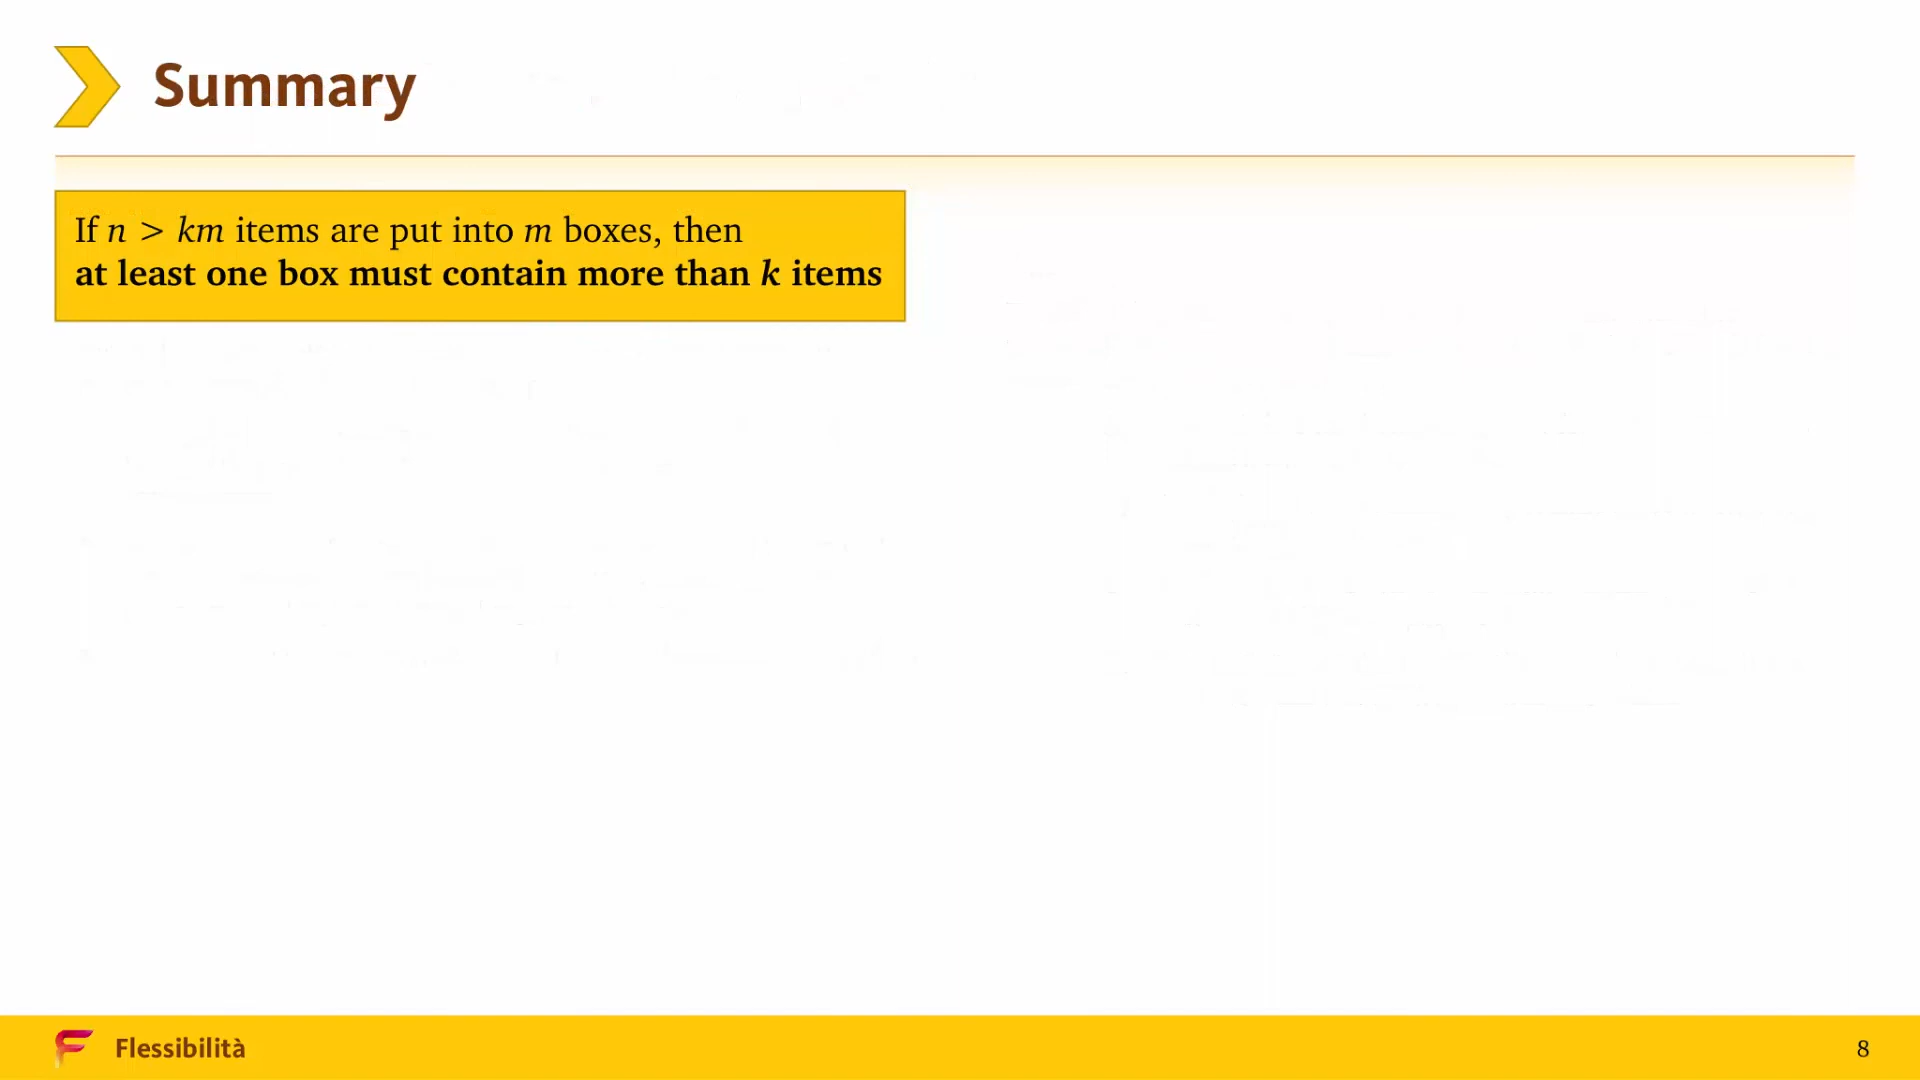 Summary
If n > km items are put into m boxes, then
at least one box must contain more than k items
Flessibilità
8